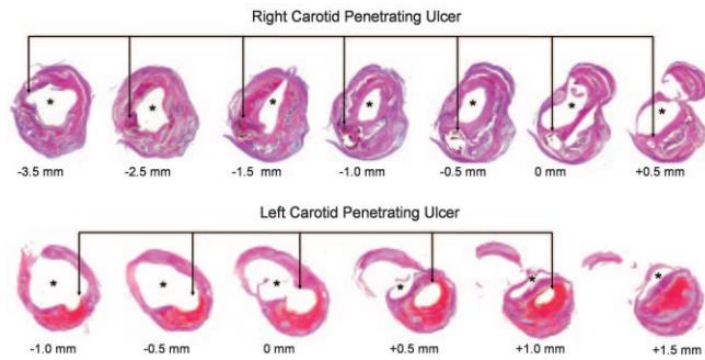 Right Carotid Penetrating Ulcer
* * * * * * *
-3.5 mm -2.5 mm -1.5 mm -1.0 mm -0.5 mm 0 mm +0.5 mm
Left Carotid Penetrating Ulcer
* * * * * *
-1.0 mm -0.5 mm 0 mm +0.5 mm +1.0 mm +1.5 mm